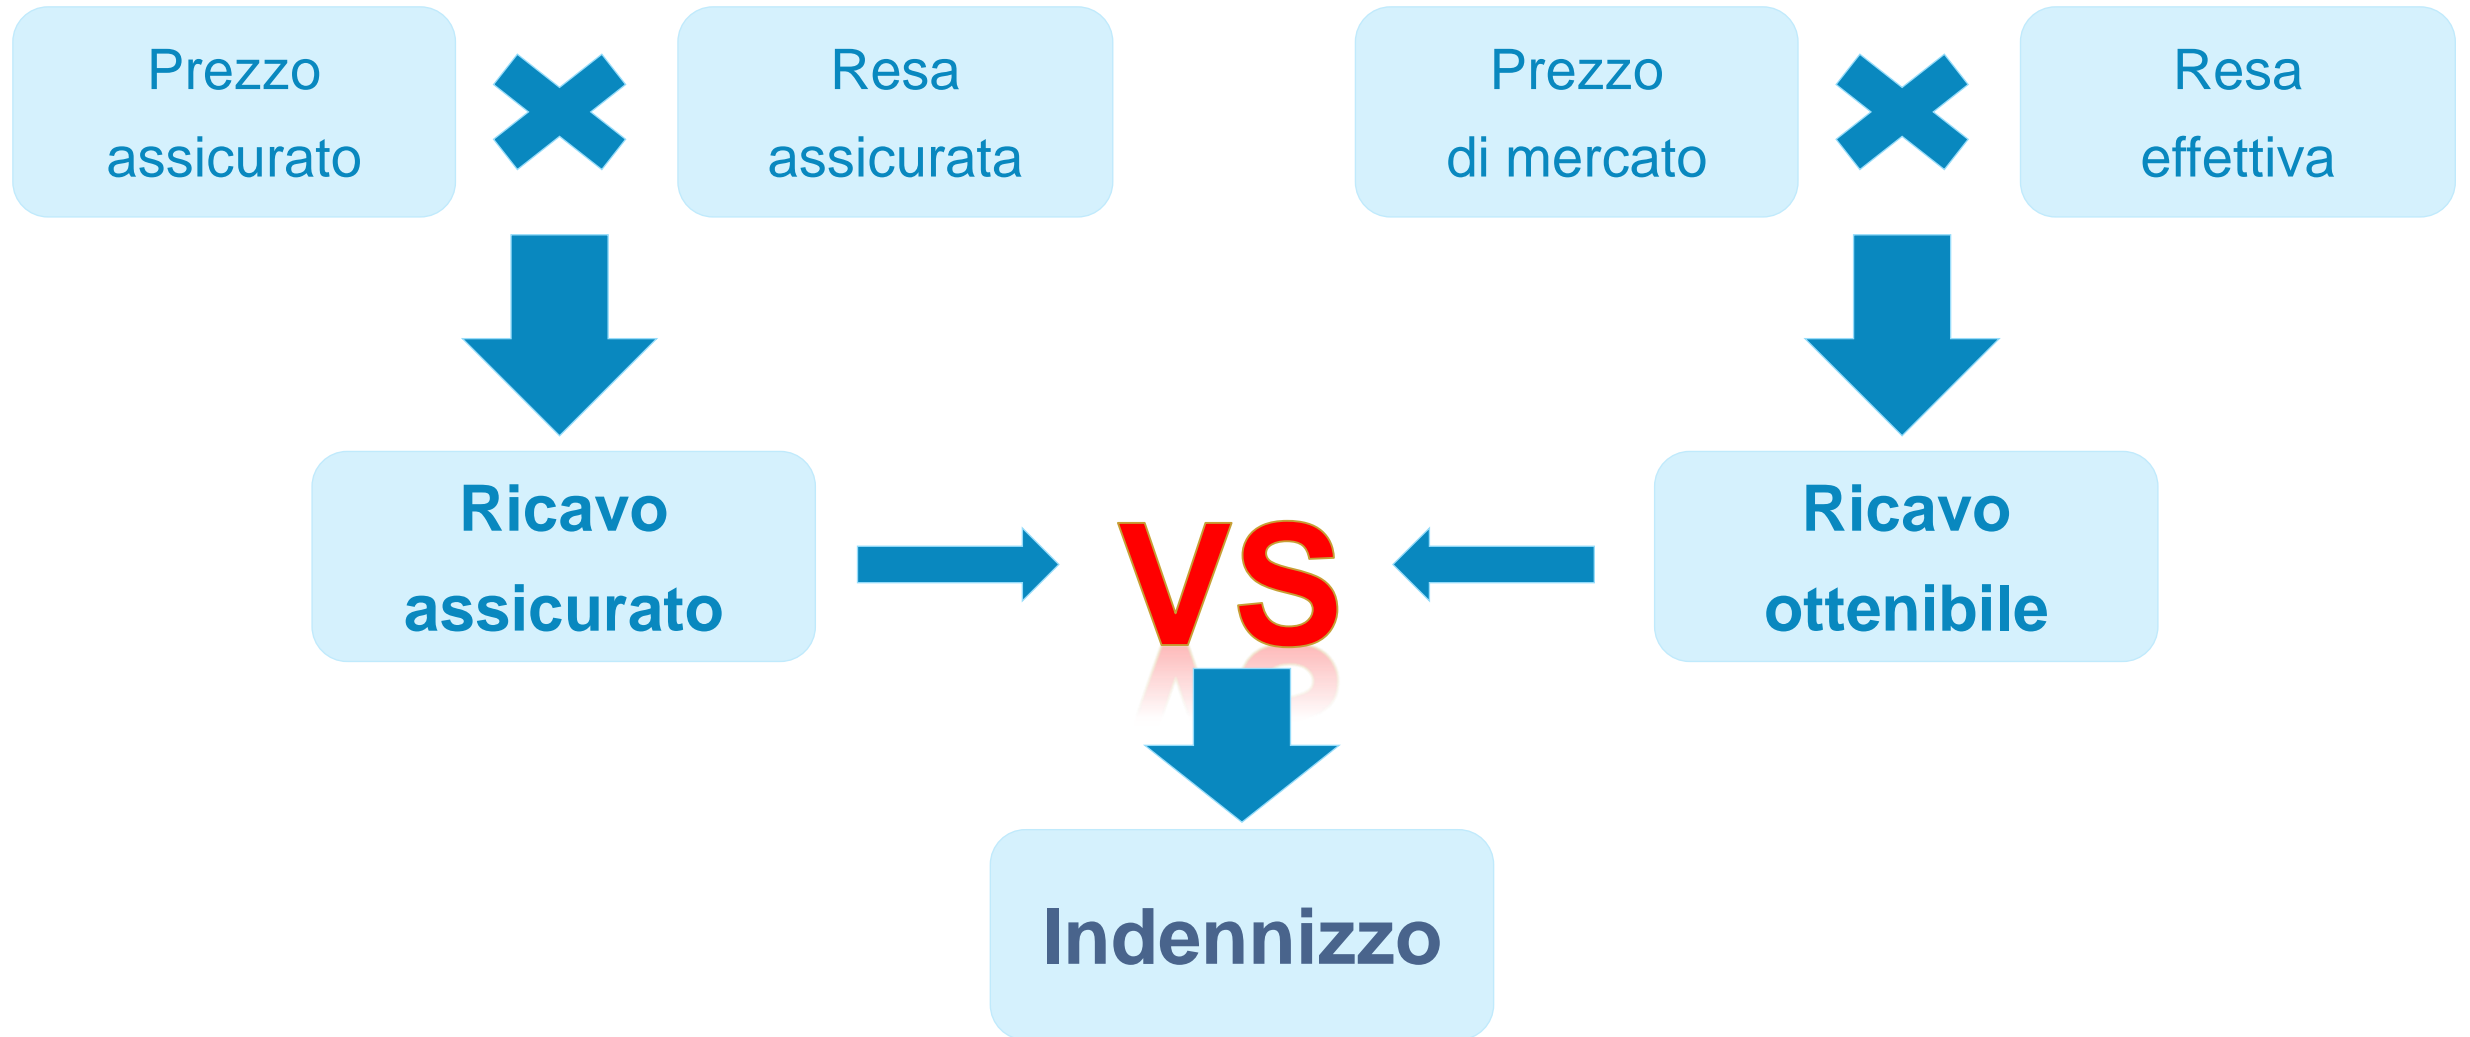 Prezzo
assicurato
Resa
assicurata
Prezzo
di mercato
Resa
effettiva
Ricavo
assicurato
VS
Ricavo
ottenibile
Indennizzo